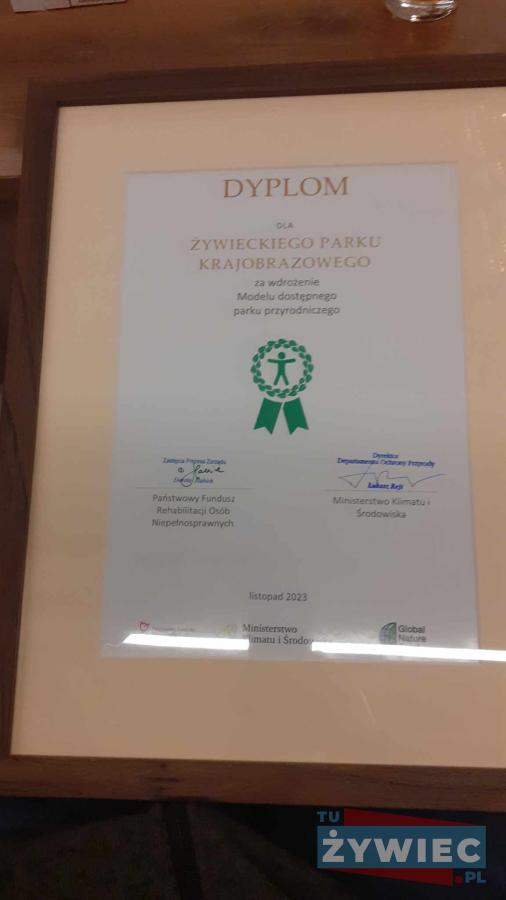 DYPLOM
DLA
ŻYWIECKIEGO PARKU
KRAJOBRAZOWEGO
za wdrożenie
Modelu dostępnego
parku przyrodniczego
Zastępca Prezesa Zarządu
Dorota
Państwowy Fundusz
Rehabilitacji Osób
Niepełnosprawnych
Dyrektor
Departamentu Ochrony Przyrody
Łukasz Rejt
Ministerstwo Klimatu i
Środowiska
listopad 2023
Ministerstwo
Klimatu i
Global
Nature
TU
ŻYWIEC
.PL